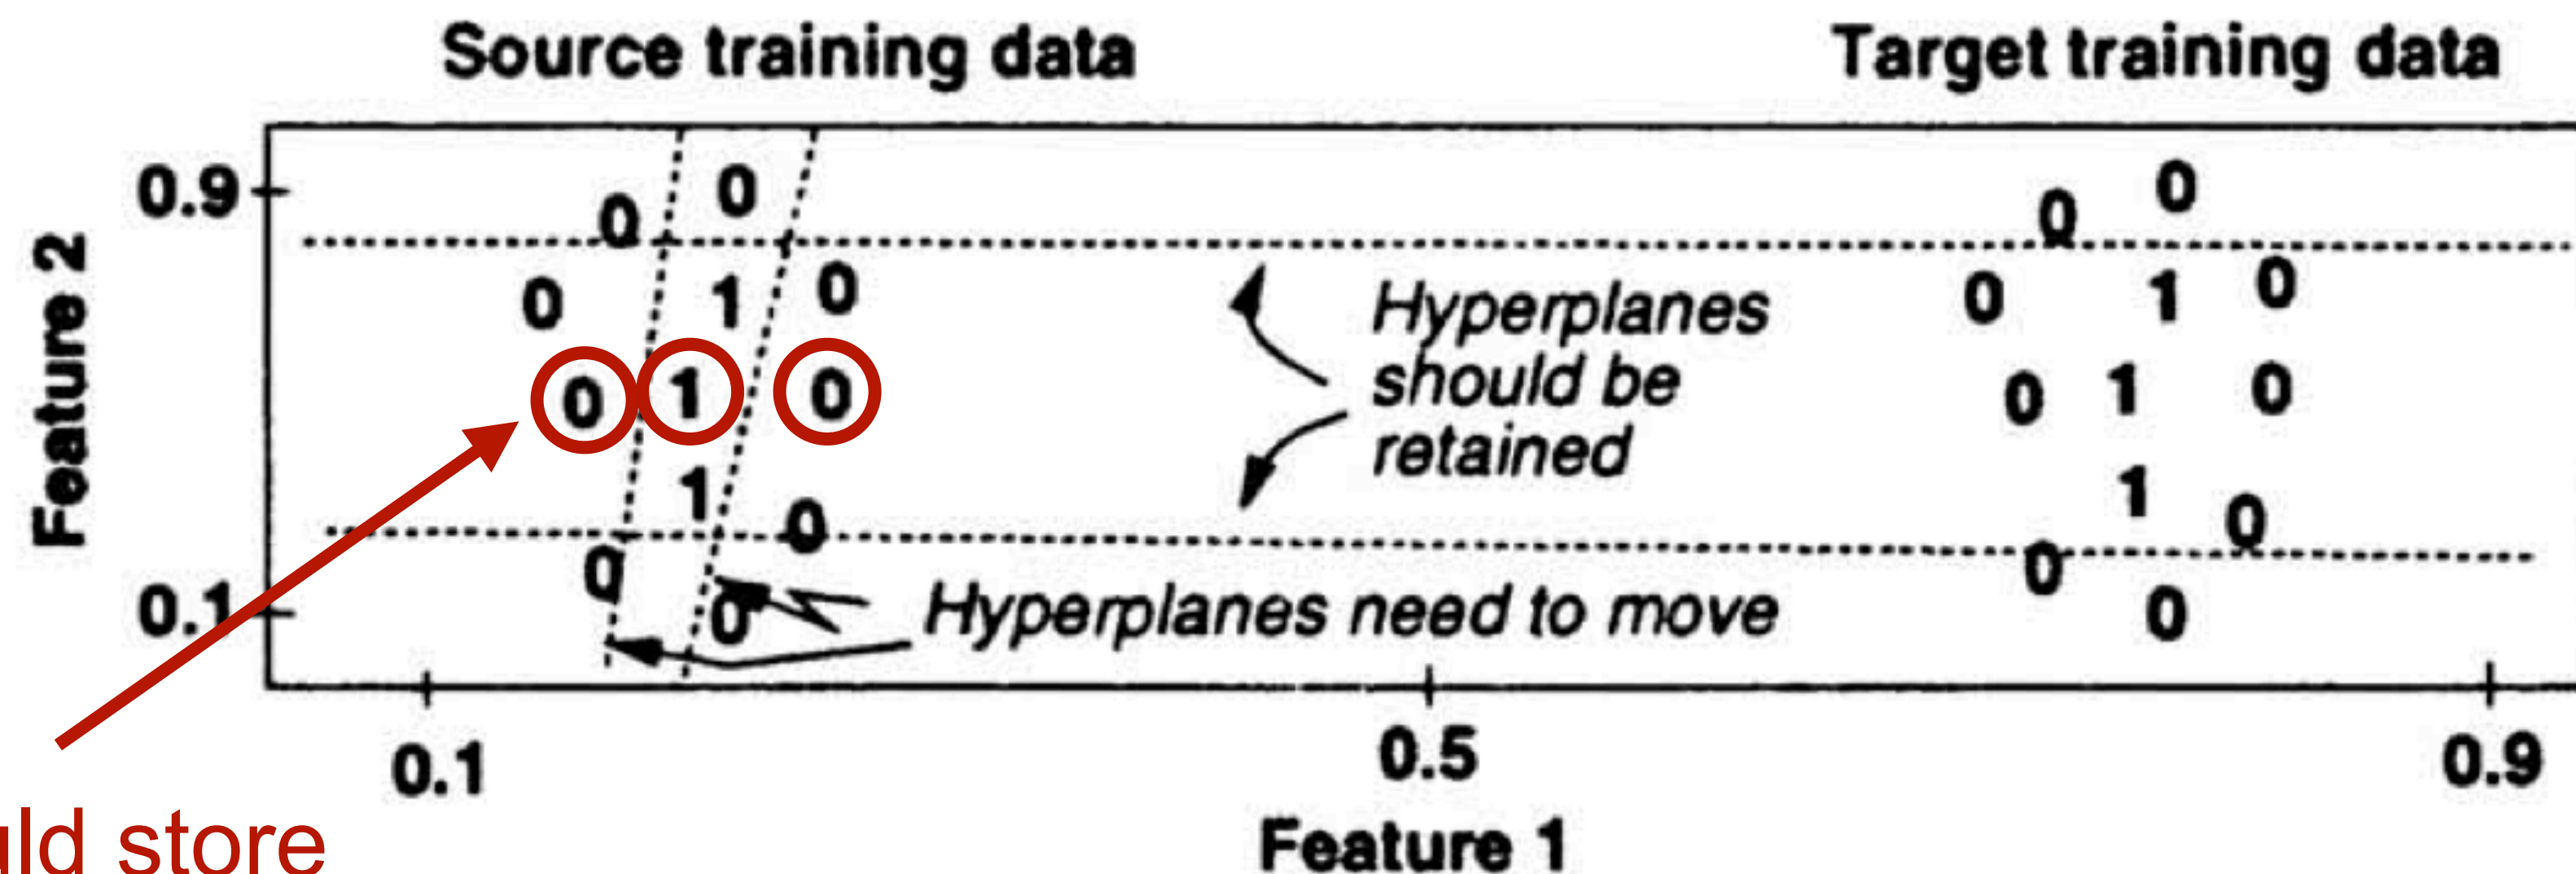 Source training data
Target training data
0.9
0 0 0 0
0 1 0 0 1 0
0 1 0 0 1 0
1 0 1 0
0 0 0 0
0.1
Feature 2
Hyperplanes
should be
retained
Hyperplanes need to move
0.1 0.5 0.9
Feature 1
store